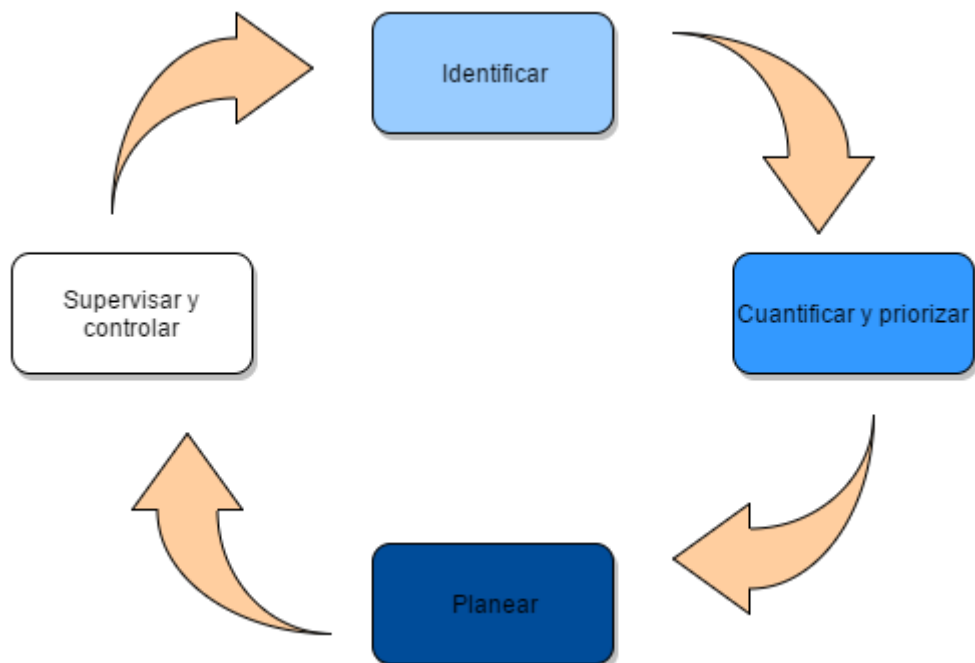 Identificar
Cuantificar y priorizar
Planear
Supervisar y
controlar